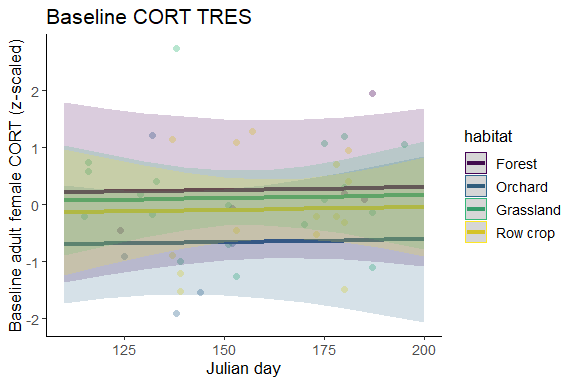 Baseline CORT TRES
Baseline adult female CORT (z-scaled)
2
1
0
-1
-2
125
150
175
200
Julian day
habitat
Forest
Orchard
Grassland
Row crop